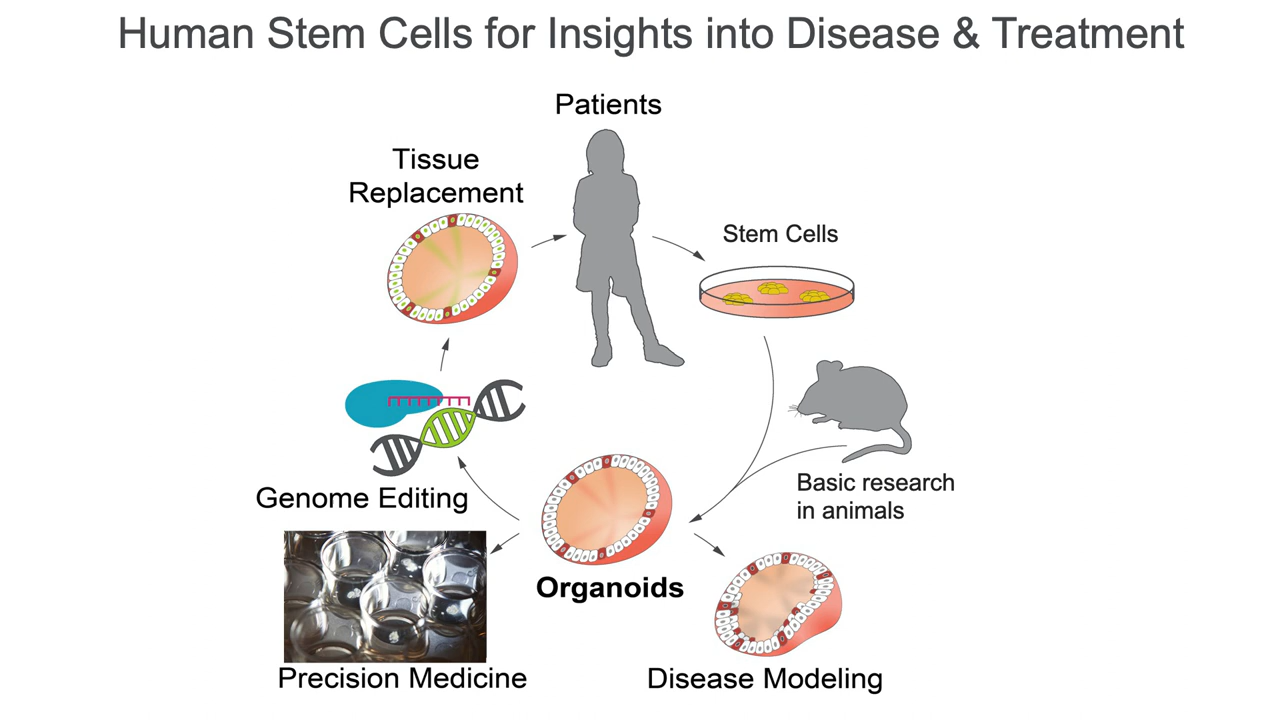 Human Stem Cells for Insights into Disease & Treatment
Patients
Tissue
Replacement
Stem Cells
Basic research
in animals
Genome Editing
Organoids
Precision Medicine
Disease Modeling